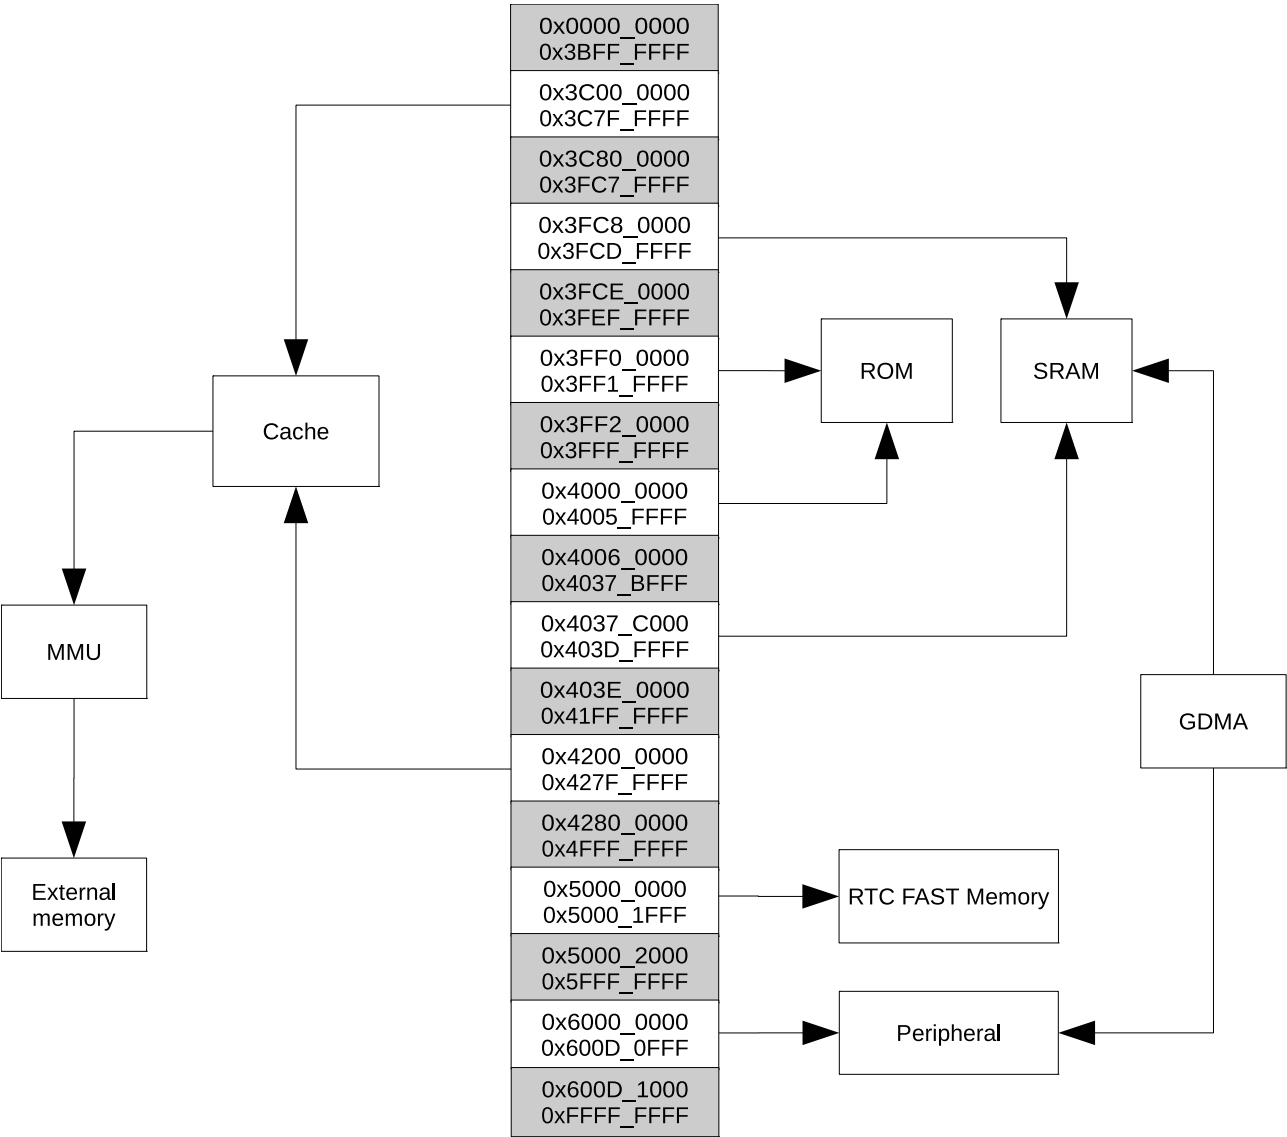 0x0000_0000
0x3BFF_FFFF
0x3C00_0000
0x3C7F_FFFF
0x3C80_0000
0x3FC7_FFFF
0x3FC8_0000
0x3FCD_FFFF
0x3FCE_0000
0x3FEF_FFFF
0x3FF0_0000
0x3FF1_FFFF
0x3FF2_0000
0x3FFF_FFFF
0x4000_0000
0x4005_FFFF
0x4006_0000
0x4037_BFFF
0x4037_C000
0x403D_FFFF
0x403E_0000
0x41FF_FFFF
0x4200_0000
0x427F_FFFF
0x4280_0000
0x4FFF_FFFF
0x5000_0000
0x5000_1FFF
0x5000_2000
0x5FFF_FFFF
0x6000_0000
0x600D_0FFF
0x600D_1000
0xFFFF_FFFF
Cache
MMU
External
memory
ROM
SRAM
GDMA
RTC FAST Memory
Peripheral